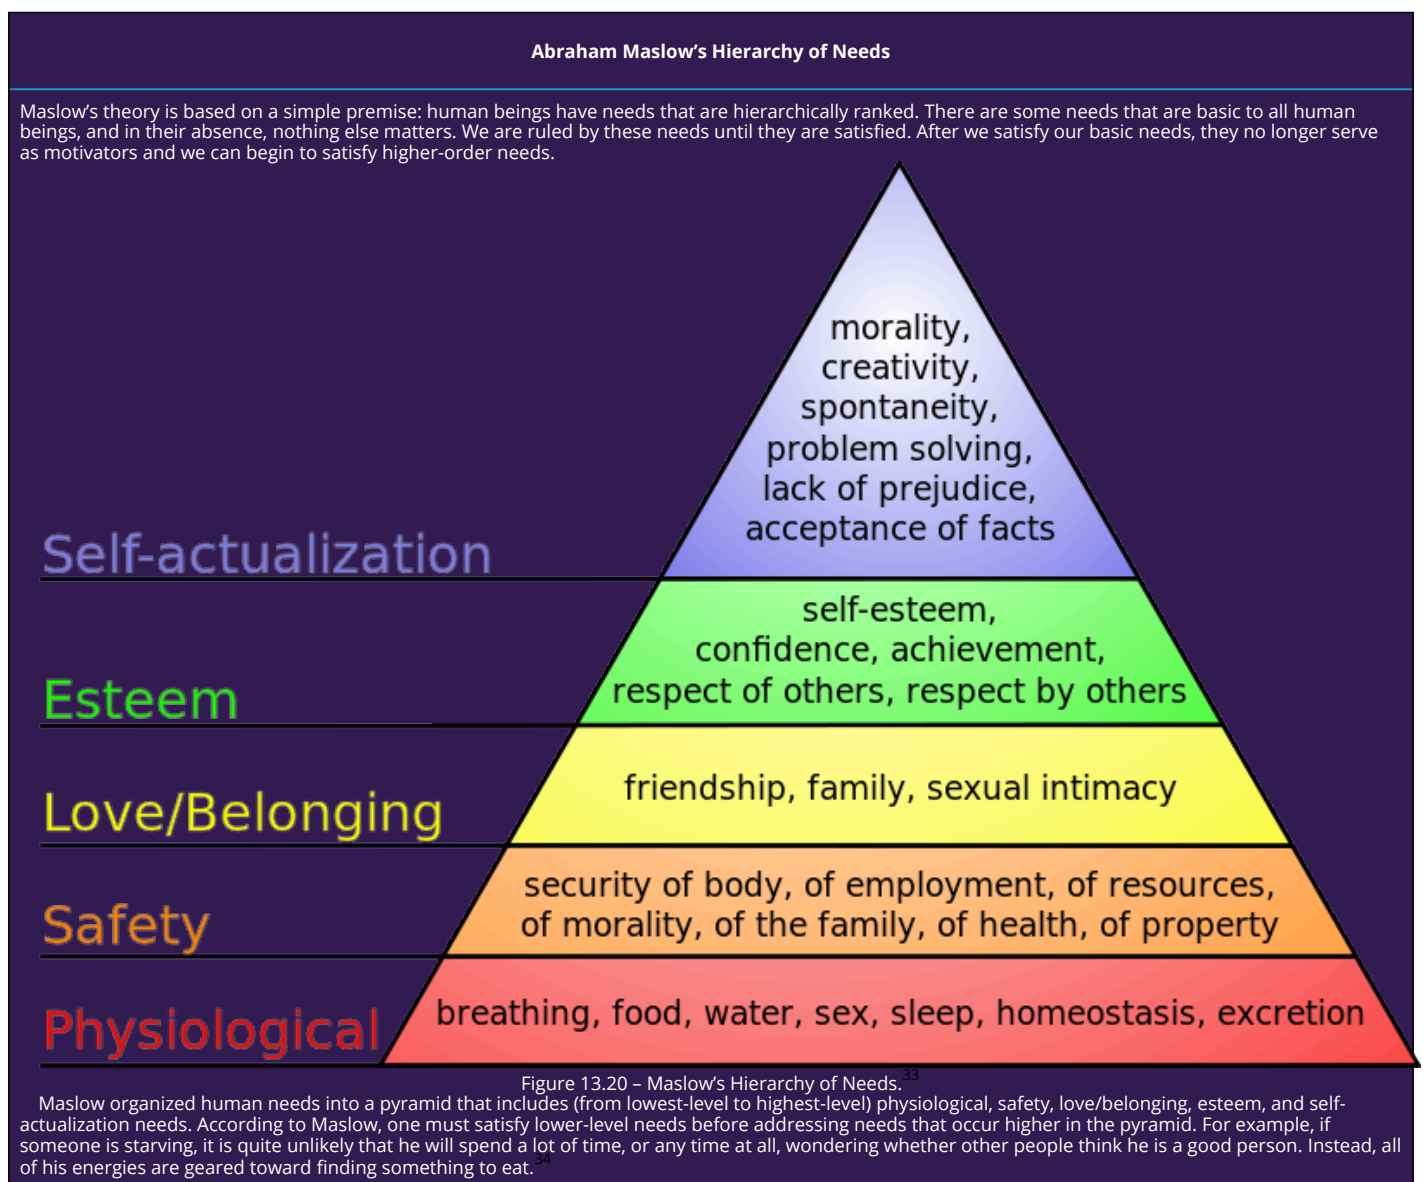 Abraham Maslow’s Hierarchy of Needs
Maslow’s theory is based on a simple premise: human beings have needs that are hierarchically ranked. There are some needs that are basic to all human
beings, and in their absence, nothing else matters. We are ruled by these needs until they are satisfied. After we satisfy our basic needs, they no longer serve
as motivators and we can begin to satisfy higher-order needs.
morality,
creativity,
spontaneity,
problem solving,
lack of prejudice,
acceptance of facts
Self-actualization
self-esteem,
confidence, achievement,
respect of others, respect by others
Esteem
friendship, family, sexual intimacy
Love/Belonging
security of body, of employment, of resources,
of morality, of the family, of health, of property
Safety
breathing, food, water, sex, sleep, homeostasis, excretion
Physiological
Figure 13.20 – Maslow’s Hierarchy of Needs.33
Maslow organized human needs into a pyramid that includes (from lowest-level to highest-level) physiological, safety, love/belonging, esteem, and self-
actualization needs. According to Maslow, one must satisfy lower-level needs before addressing needs that occur higher in the pyramid. For example, if
someone is starving, it is quite unlikely that he will spend a lot of time, or any time at all, wondering whether other people think he is a good person. Instead, all
of his energies are geared toward finding something to eat.34